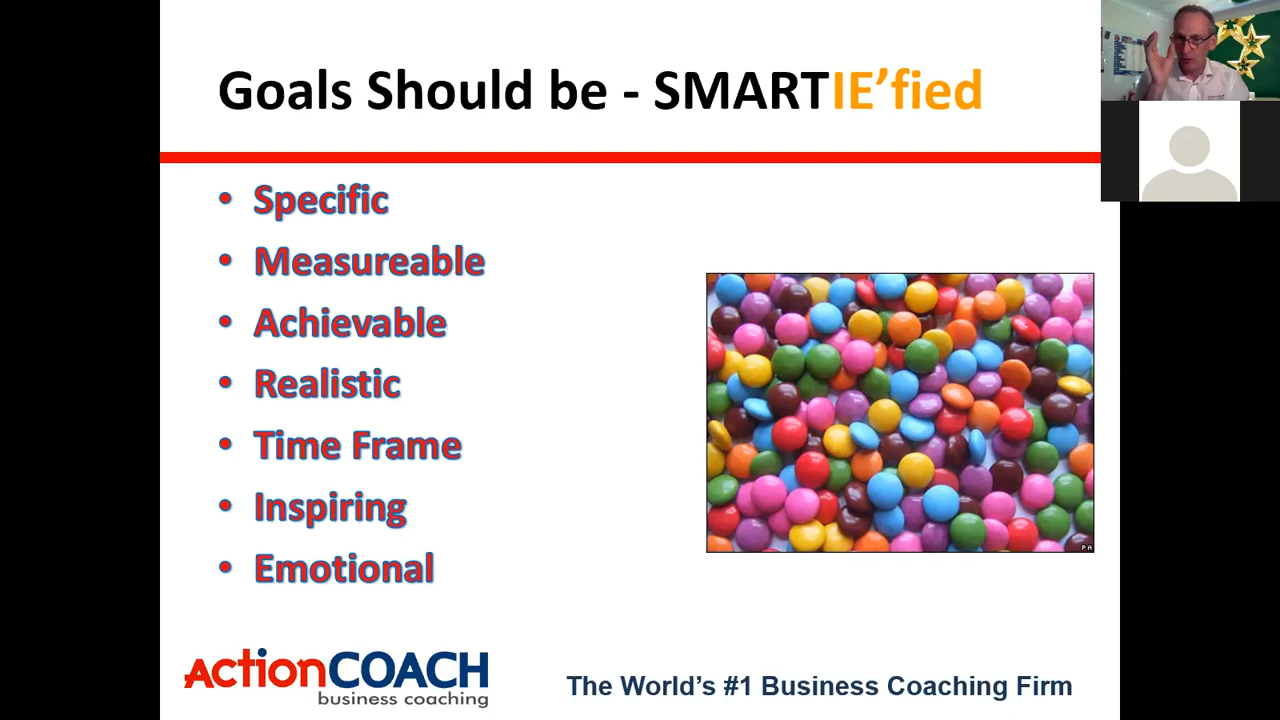 Goals Should be - SMARTIE’fied
• Specific
• Measureable
• Achievable
• Realistic
• Time Frame
• Inspiring
• Emotional
PA
ActionCOACH
business coaching
The World’s #1 Business Coaching Firm